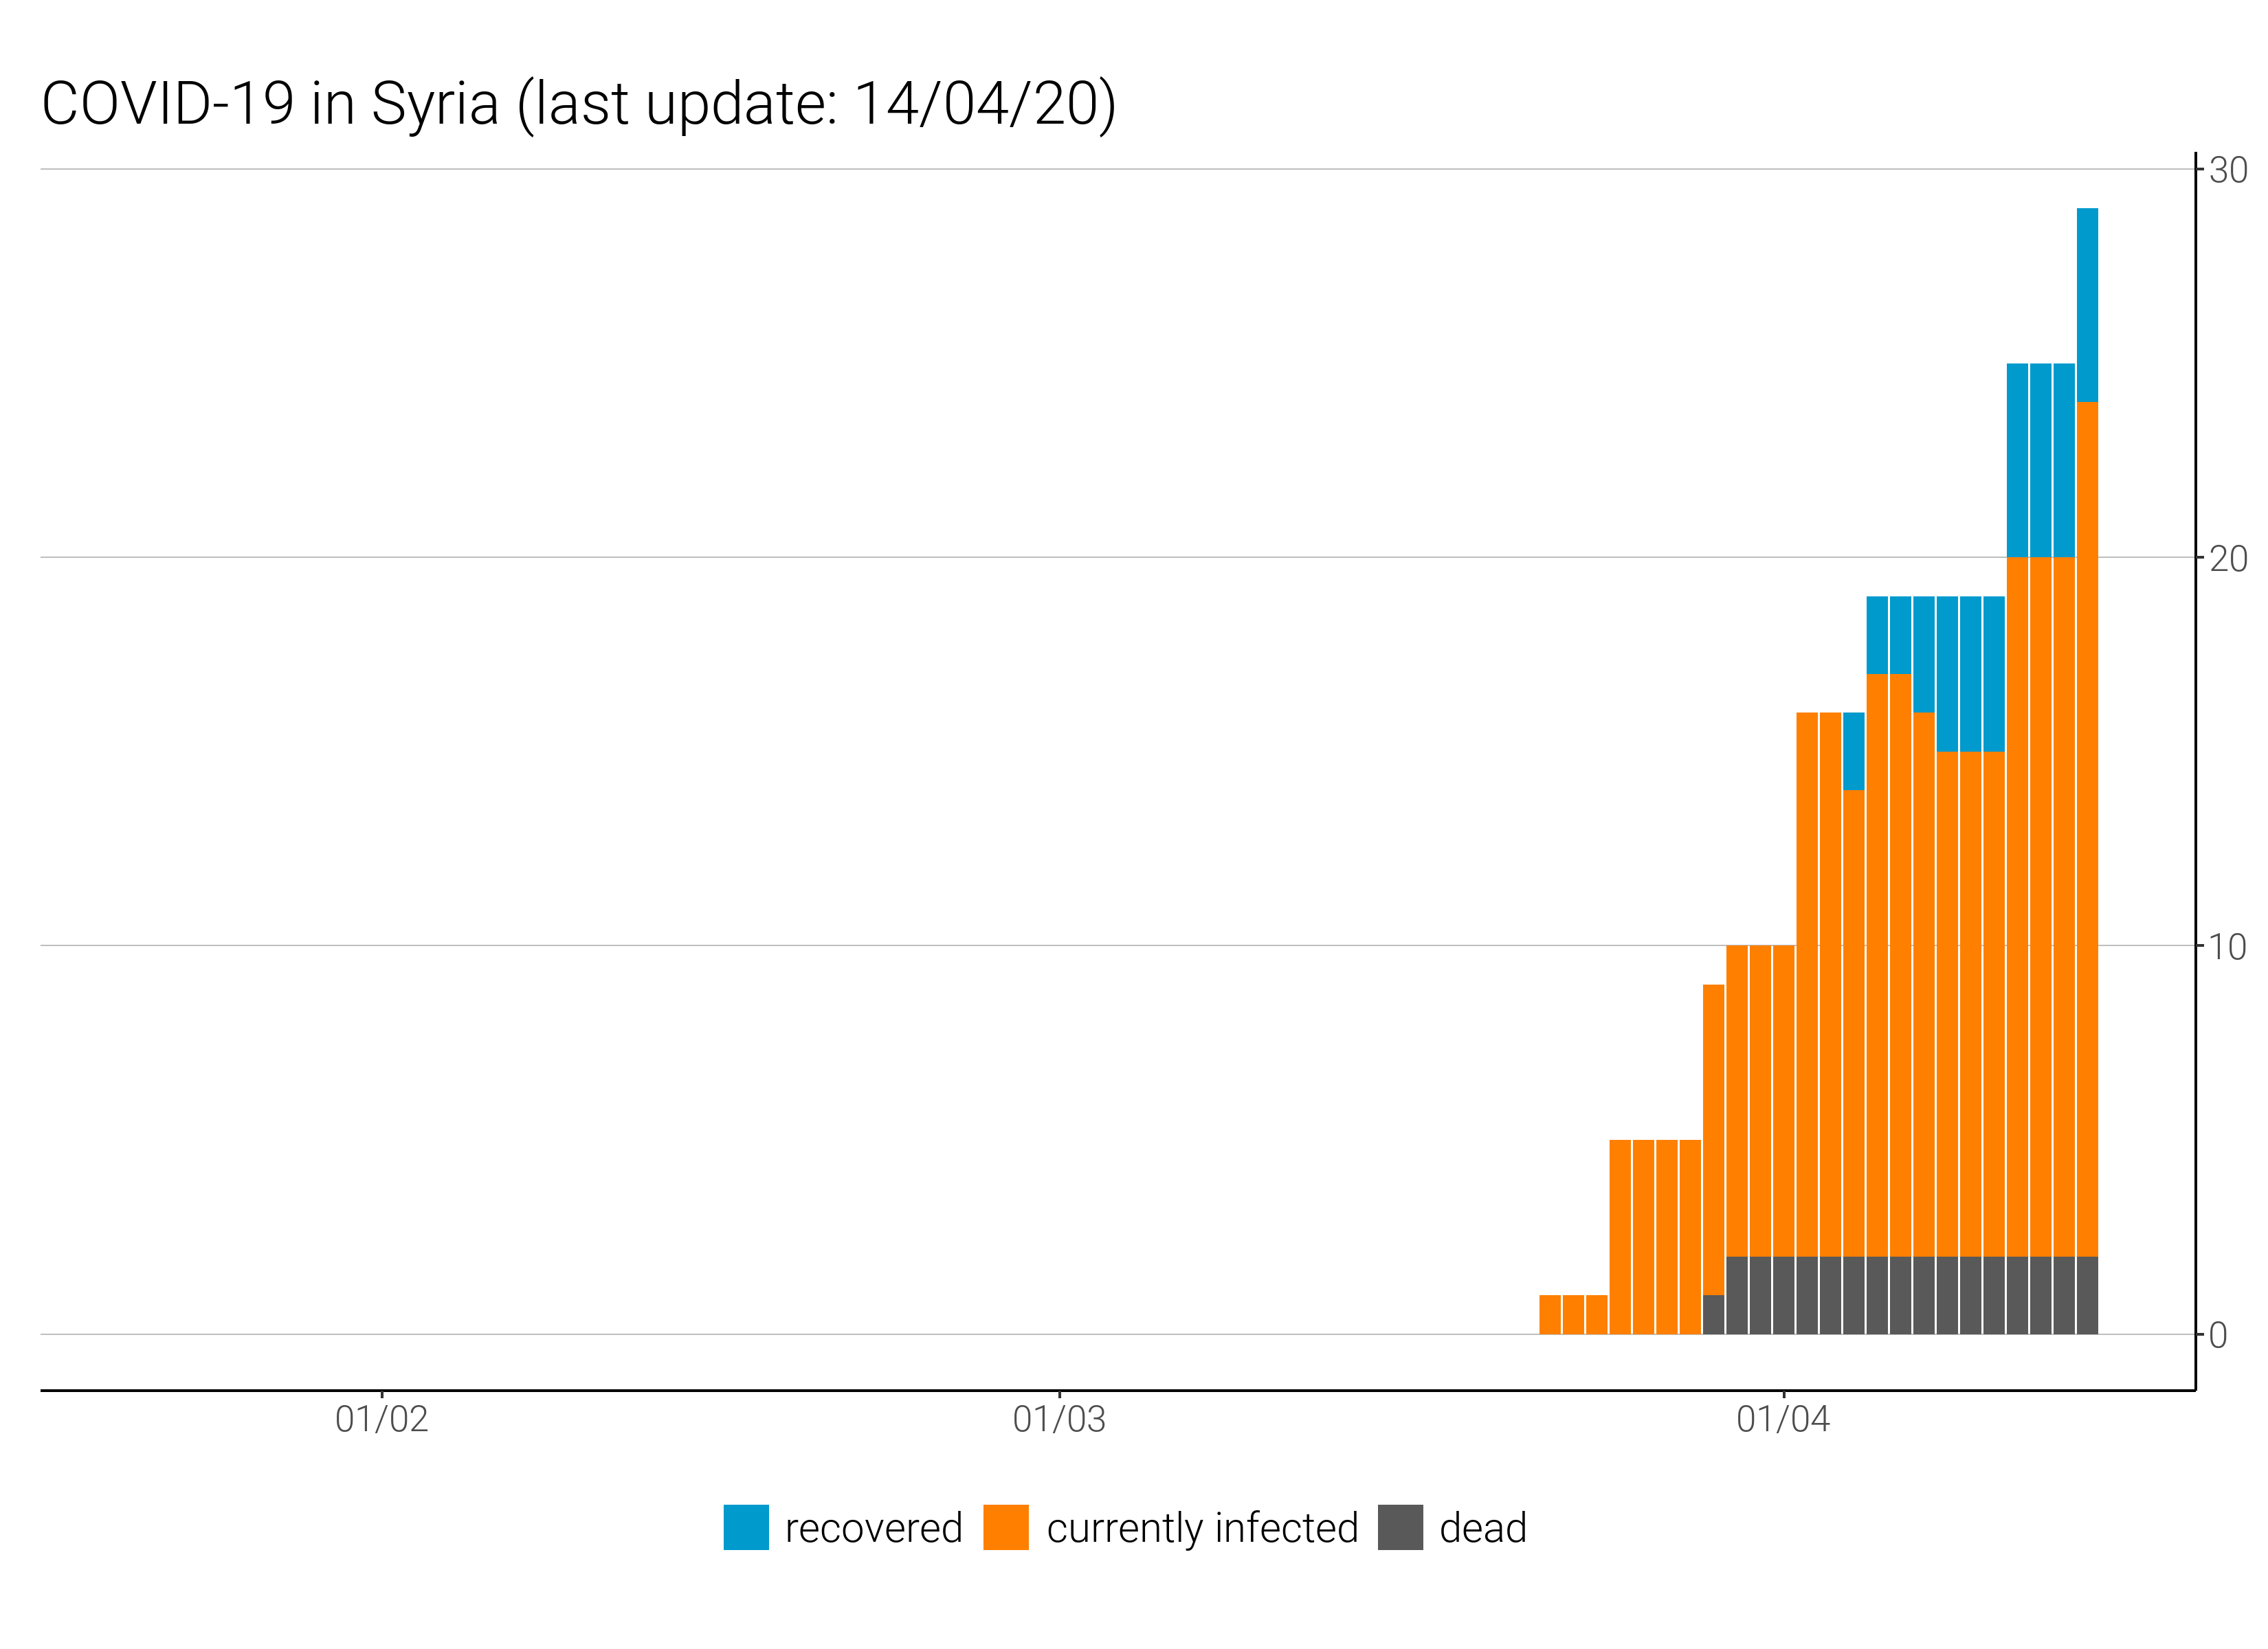 COVID-19 in Syria (last update: 14/04/20)
30
20
10
0
01/02 01/03 01/04
recovered currently infected dead